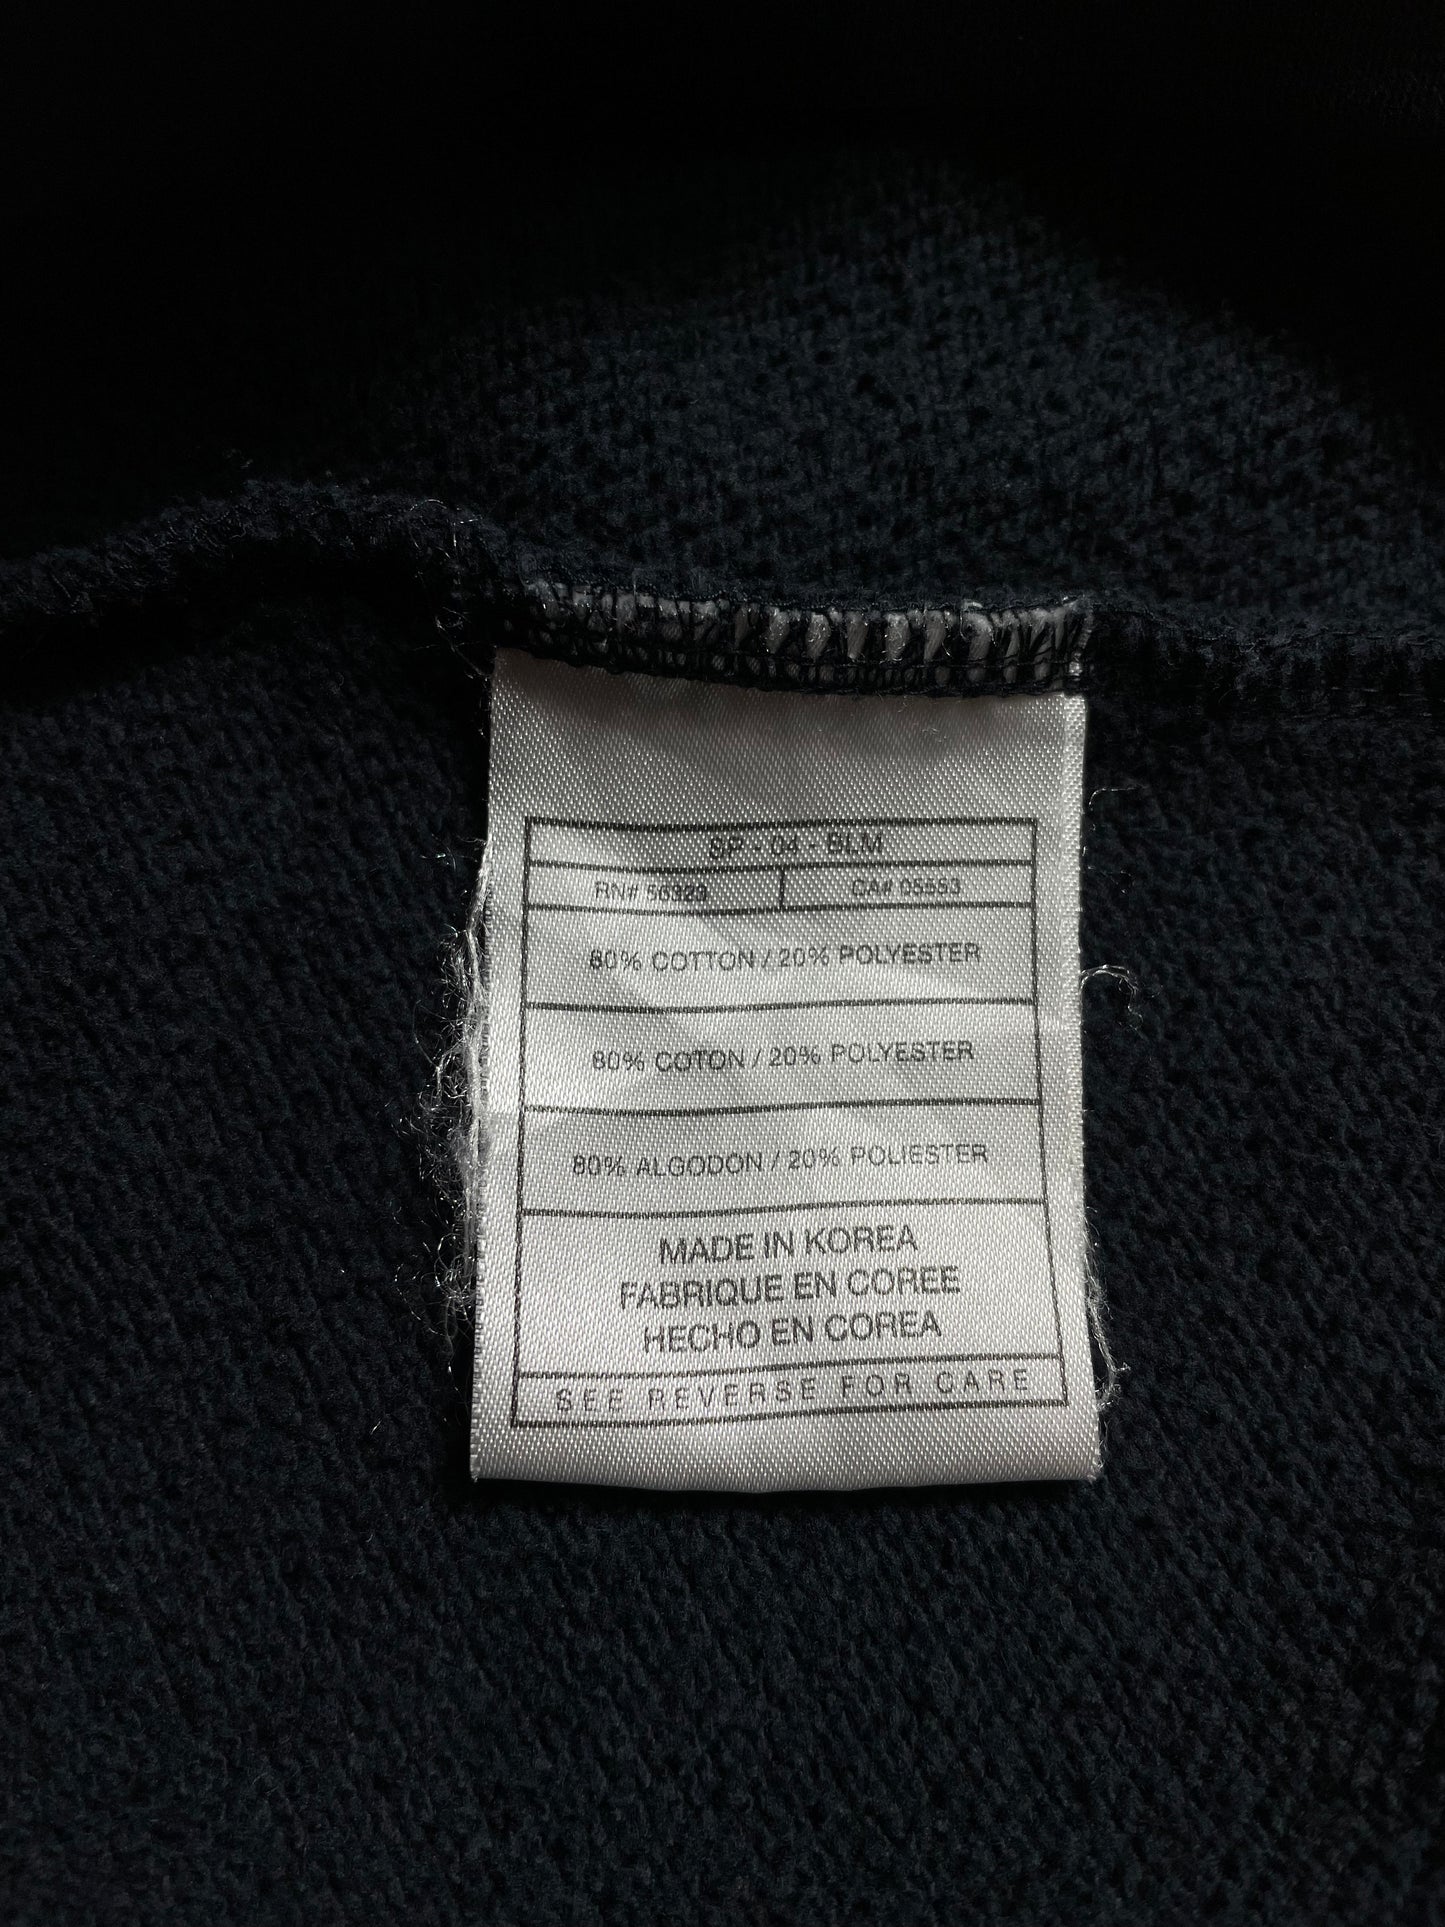 SP - 04 - BLM
RN# 56323 CA# 05553
80% COTTON / 20% POLYESTER
80% COTON / 20% POLYESTER
80% ALGODON / 20% POLIESTER
MADE IN KOREA
FABRIQUE EN COREE
HECHO EN COREA
SEE REVERSE FOR CARE